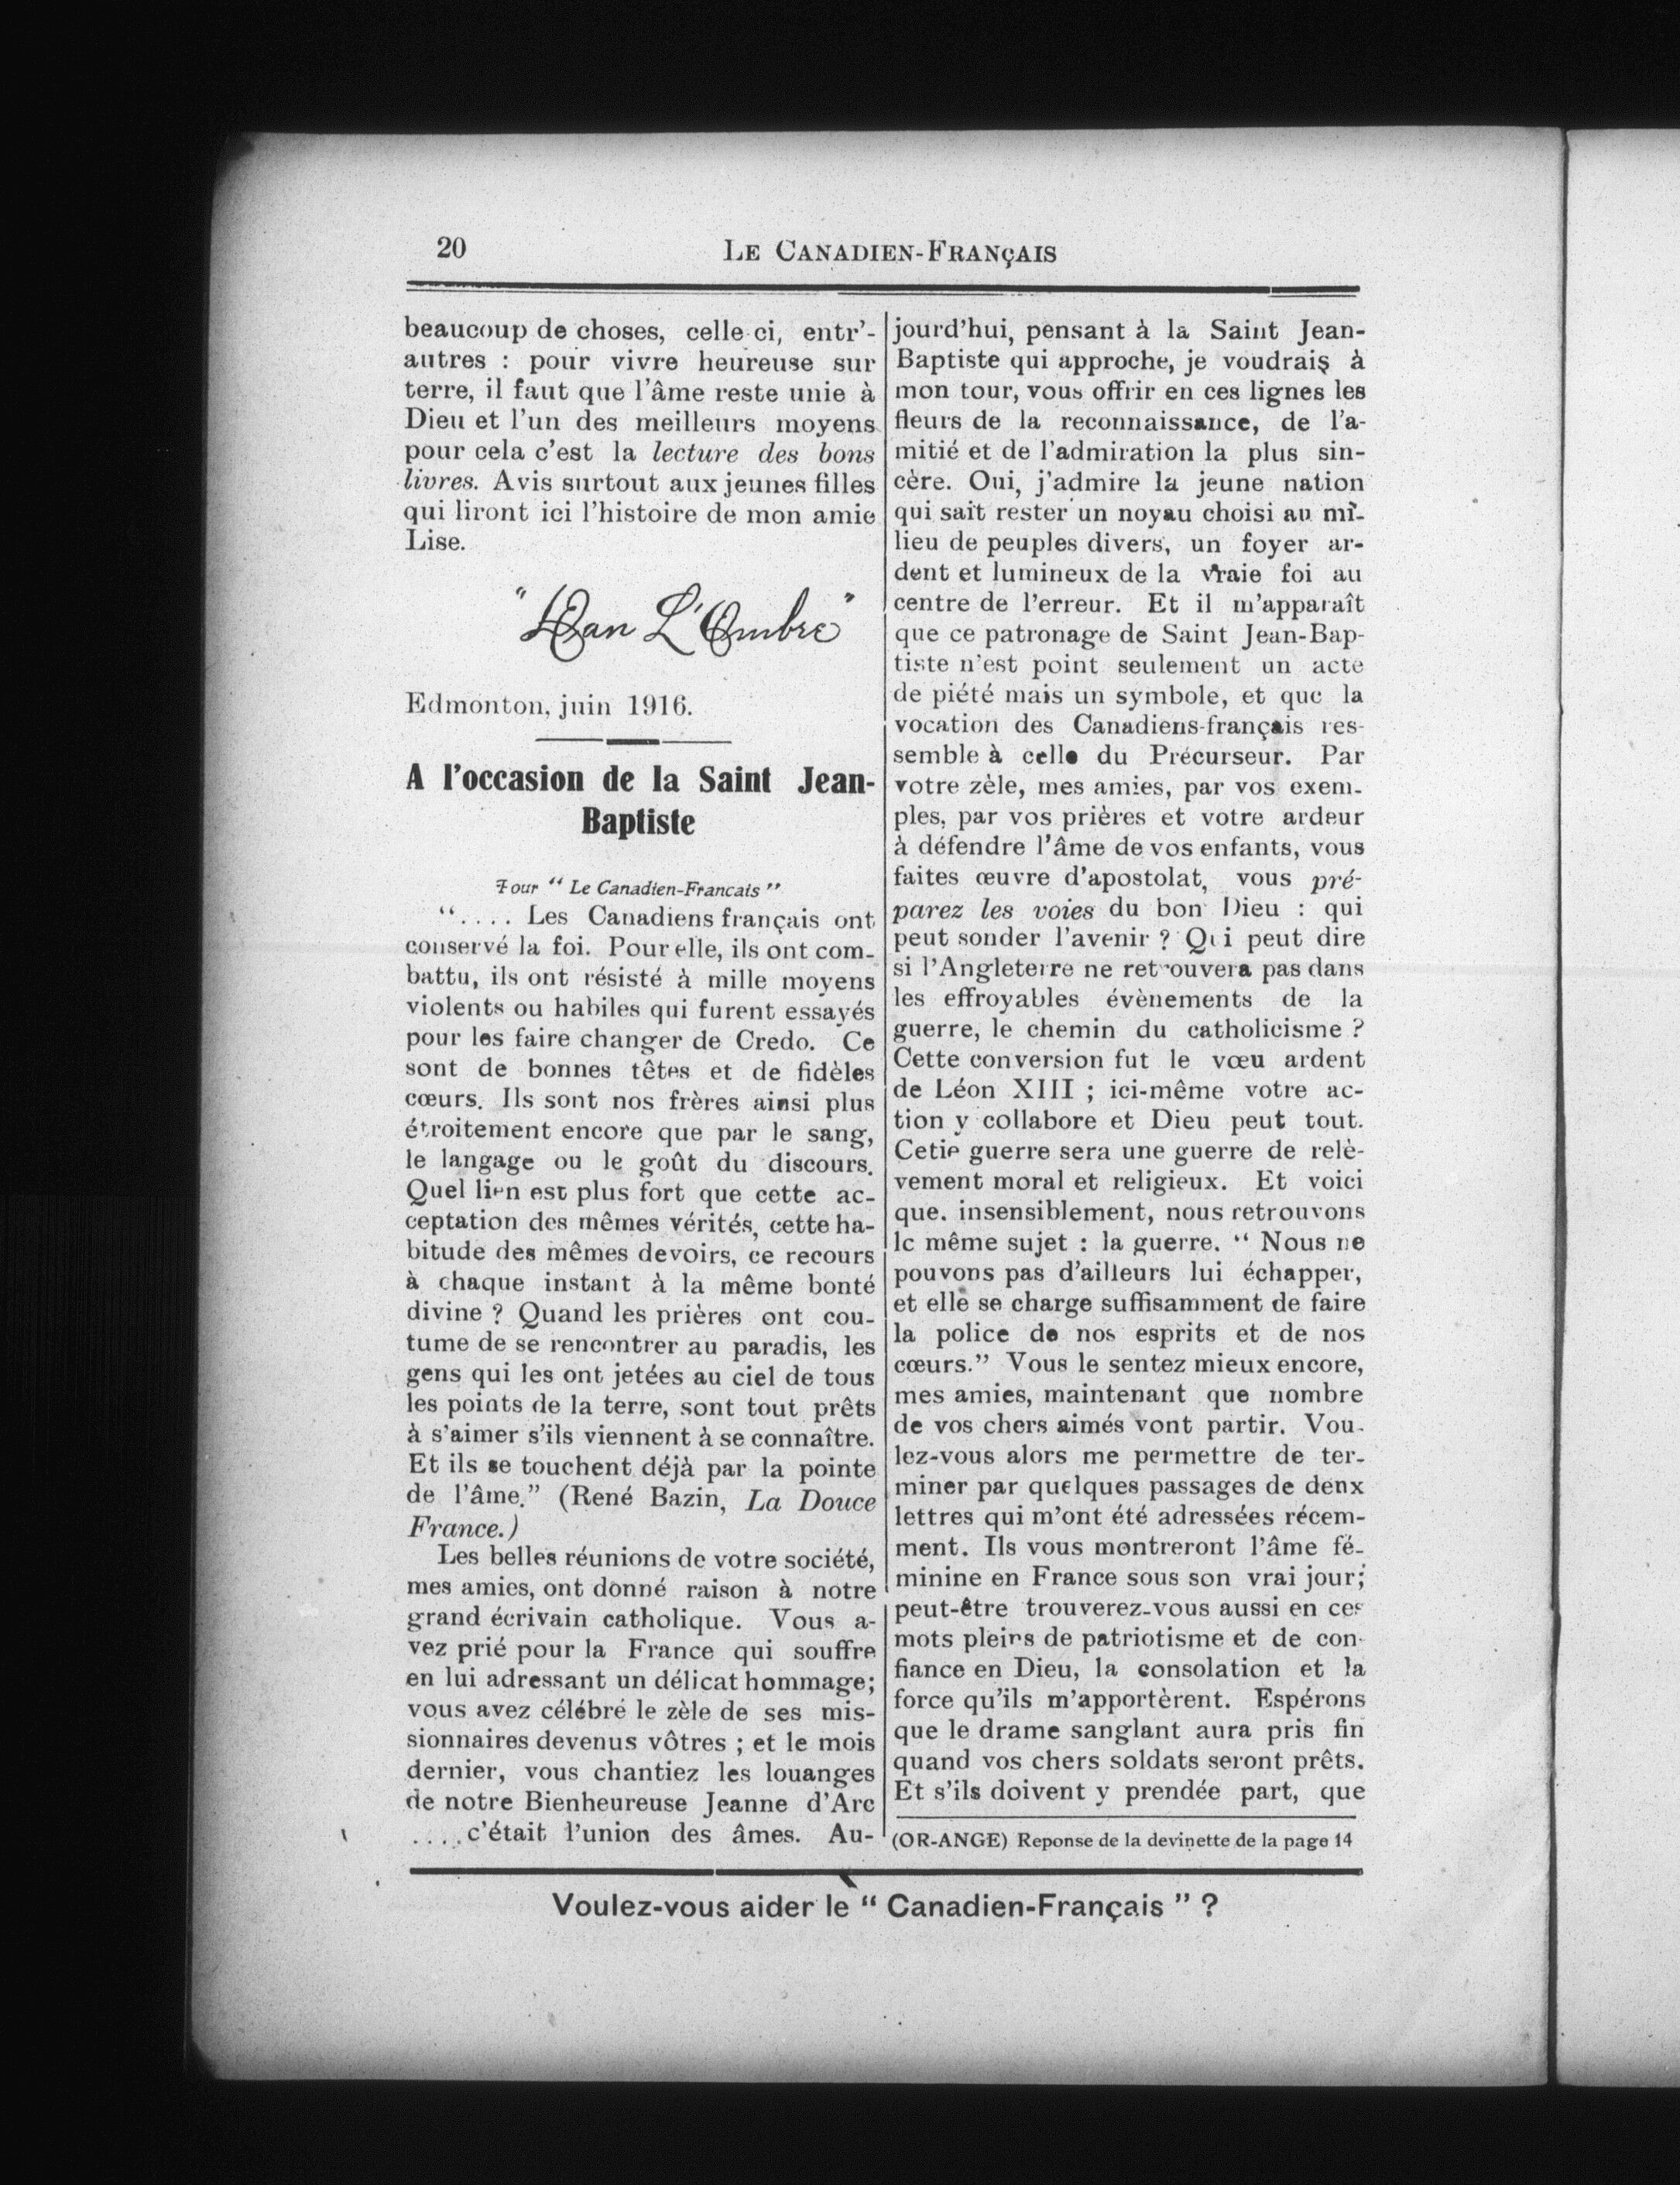 20
LE CANADIEN-FRANçAIS
beaucoup de choses, celle-ci, entr'-
autres : pour vivre heureuse sur
terre, il faut que l'âme reste unie à
Dieu et l'un des meilleurs moyens
pour cela c'est la lecture des bons
livres. Avis surtout aux jeunes filles
qui liront ici l'histoire de mon amie
Lise.
"Dan L'Ombre"
Edmonton, juin 1916.
A l'occasion de la Saint Jean-
Baptiste
Four " Le Canadien-Francais "
".... Les Canadiens français ont
conservé la foi. Pour elle, ils ont com-
battu, ils ont résisté à mille moyens
violents ou habiles qui furent essayés
pour les faire changer de Credo. Ce
sont de bonnes têtes et de fidèles
cœurs. Ils sont nos frères ainsi plus
étroitement encore que par le sang,
le langage ou le goût du discours.
Quel lien est plus fort que cette ac-
ceptation des mêmes vérités, cette ha-
bitude des mêmes devoirs, ce recours
à chaque instant à la même bonté
divine ? Quand les prières ont cou-
tume de se rencontrer au paradis, les
gens qui les ont jetées au ciel de tous
les points de la terre, sont tout prêts
à s'aimer s'ils viennent à se connaître.
Et ils se touchent déjà par la pointe
de l'âme." (René Bazin, La Douce
France.)
Les belles réunions de votre société,
mes amies, ont donné raison à notre
grand écrivain catholique. Vous a-
vez prié pour la France qui souffre
en lui adressant un délicat hommage;
vous avez célébré le zèle de ses mis-
sionnaires devenus vôtres ; et le mois
dernier, vous chantiez les louanges
de notre Bienheureuse Jeanne d'Arc
....c'était l'union des âmes. Au-
jourd'hui, pensant à la Saint Jean-
Baptiste qui approche, je voudrais à
mon tour, vous offrir en ces lignes les
fleurs de la reconnaissance, de l'a-
mitié et de l'admiration la plus sin-
cère. Oui, j'admire la jeune nation
qui sait rester un noyau choisi au mi-
lieu de peuples divers, un foyer ar-
dent et lumineux de la vraie foi au
centre de l'erreur. Et il m'apparaît
que ce patronage de Saint Jean-Bap-
tiste n'est point seulement un acte
de piété mais un symbole, et que la
vocation des Canadiens-français res-
semble à celle du Précurseur. Par
votre zèle, mes amies, par vos exem-
ples, par vos prières et votre ardeur
à défendre l'âme de vos enfants, vous
faites œuvre d'apostolat, vous pré-
parez les voies du bon Dieu : qui
peut sonder l'avenir ? Qui peut dire
si l'Angleterre ne retrouvera pas dans
les effroyables évènements de la
guerre, le chemin du catholicisme ?
Cette conversion fut le vœu ardent
de Léon XIII ; ici-même votre ac-
tion y collabore et Dieu peut tout.
Cette guerre sera une guerre de relè-
vement moral et religieux. Et voici
que. insensiblement, nous retrouvons
le même sujet : la guerre. " Nous ne
pouvons pas d'ailleurs lui échapper,
et elle se charge suffisamment de faire
la police de nos esprits et de nos
cœurs." Vous le sentez mieux encore,
mes amies, maintenant que nombre
de vos chers aimés vont partir. Vou-
lez-vous alors me permettre de ter-
miner par quelques passages de denx
lettres qui m'ont été adressées récem-
ment. Ils vous montreront l'âme fé-
minine en France sous son vrai jour;
peut-être trouverez-vous aussi en ces
mots pleins de patriotisme et de con-
fiance en Dieu, la consolation et la
force qu'ils m'apportèrent. Espérons
que le drame sanglant aura pris fin
quand vos chers soldats seront prêts.
Et s'ils doivent y prendée part, que
(OR-ANGE) Reponse de la devinette de la page 14
Voulez-vous aider le " Canadien-Français " ?